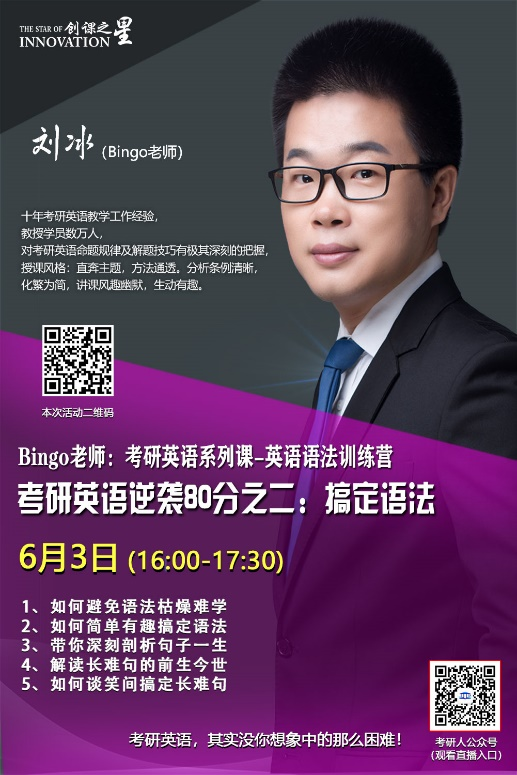 THE STAR OF 创课之星
INNOVATION
刘冰 (Bingo老师)
十年考研英语教学工作经验，
教授学员数万人，
对考研英语命题规律及解题技巧有极其深刻的把握，
授课风格：直奔主题，方法通透。分析条例清晰，
化繁为简，讲课风趣幽默，生动有趣。
本次活动二维码
Bingo老师：考研英语系列课-英语语法训练营
考研英语逆袭80分之二：搞定语法
6月3日 (16:00-17:30)
1、如何避免语法枯燥难学
2、如何简单有趣搞定语法
3、带你深刻剖析句子一生
4、解读长难句的前生今世
5、如何谈笑间搞定长难句
考研英语，其实没你想象中的那么困难！
考研人公众号
(观看直播入口)